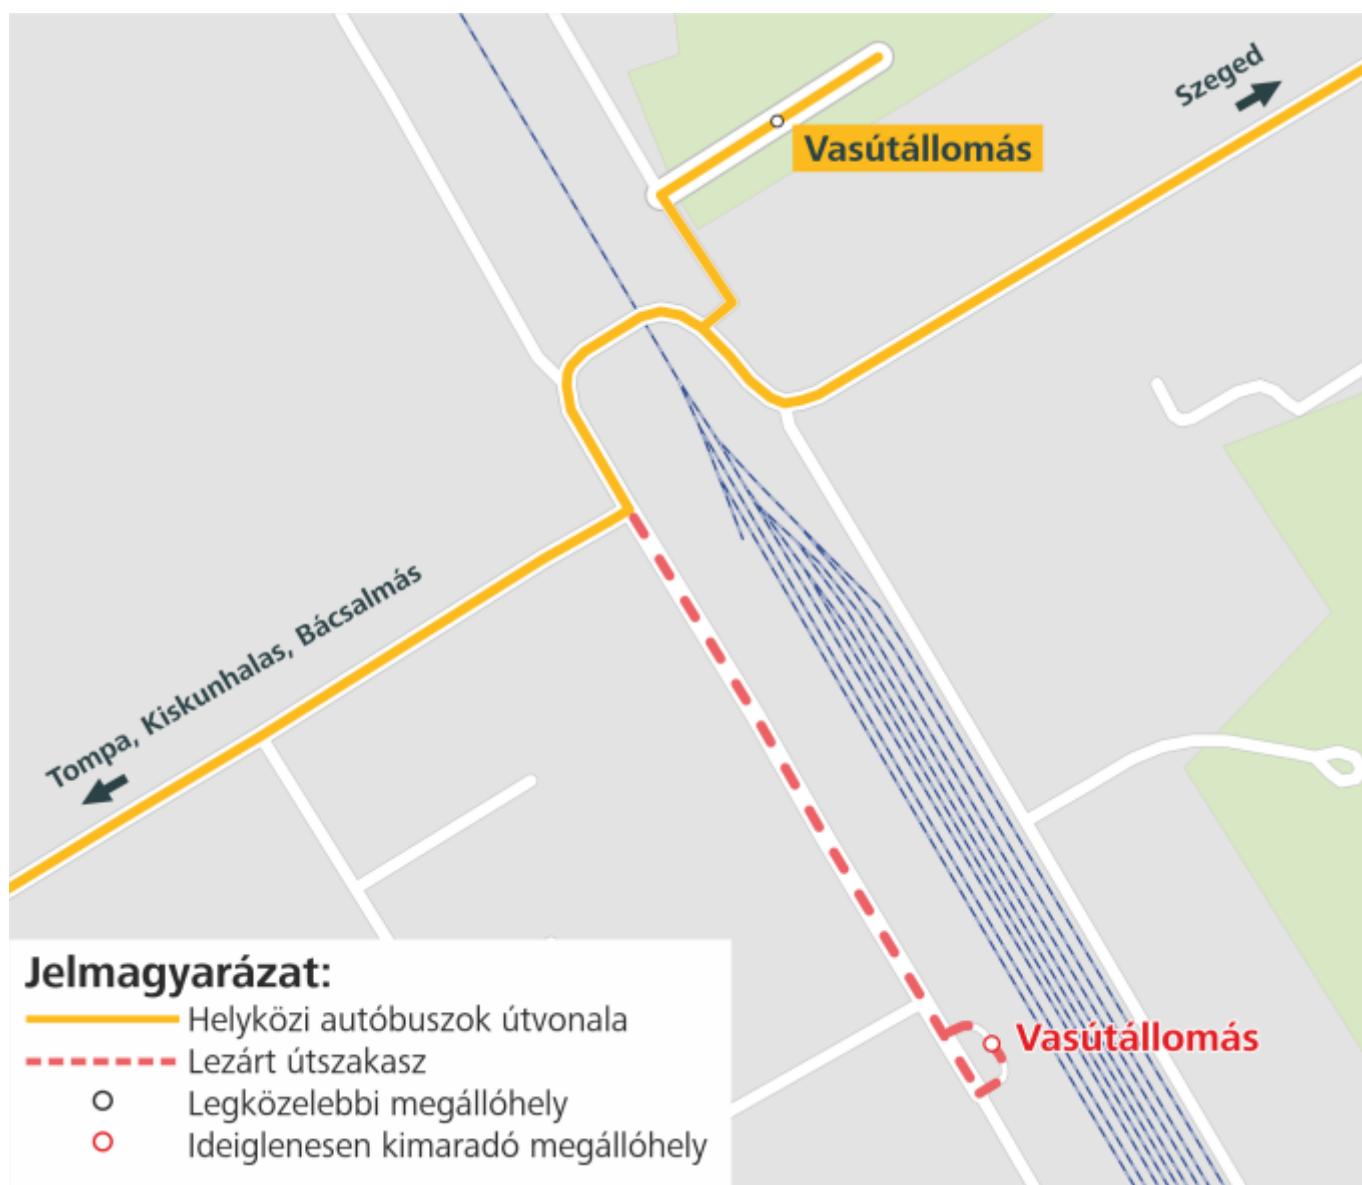 Szeged
Vasútállomás
Tompa, Kiskunhalas, Bácsalmás
Vasútállomás
Jelmagyarázat:
Helyközi autóbuszok útvonala
Lezárt útszakasz
Legközelebbi megállóhely
Ideiglenesen kimaradó megállóhely